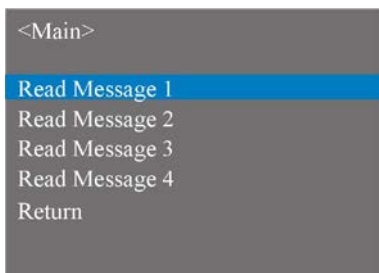 <Main>
Read Message 1
Read Message 2
Read Message 3
Read Message 4
Return